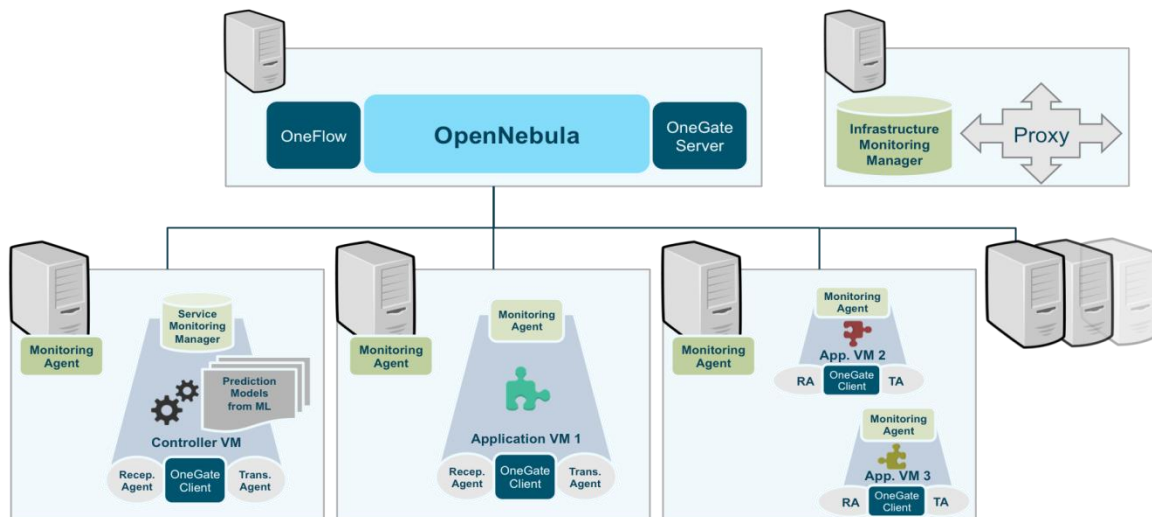 OneFlow
OpenNebula
OneGate
Server
Infrastructure
Monitoring
Manager
Proxy
Monitoring
Agent
Service
Monitoring
Manager
Prediction
Models
from ML
Controller VM
Recep.
Agent
OneGate
Client
Trans.
Agent
Monitoring
Agent
Monitoring
Agent
Application VM 1
Recep.
Agent
OneGate
Client
Trans.
Agent
Monitoring
Agent
Monitoring
Agent
App. VM 2
RA
OneGate
Client
TA
Monitoring
Agent
App. VM 3
RA
OneGate
Client
TA